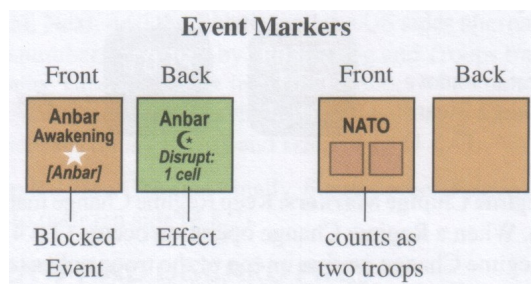 Event Markers
Front Back Front Back
Anbar
Awakening
[Anbar]
Anbar
Disrupt:
1 cell
NATO
Blocked
Event
Effect
counts as
two troops